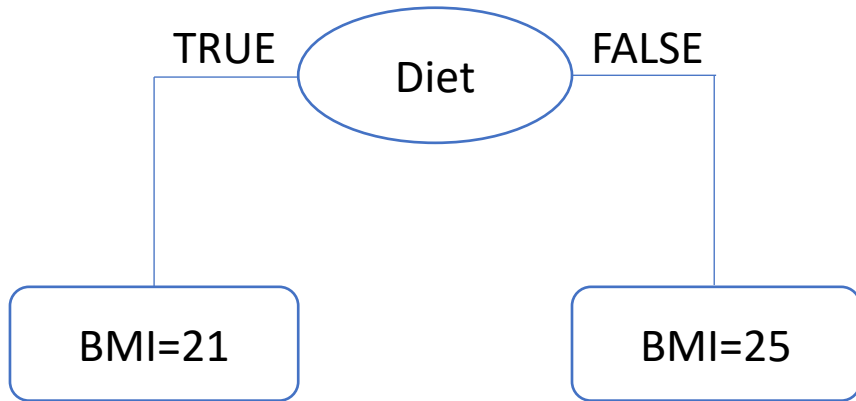 TRUE
FALSE
Diet
BMI=21
BMI=25